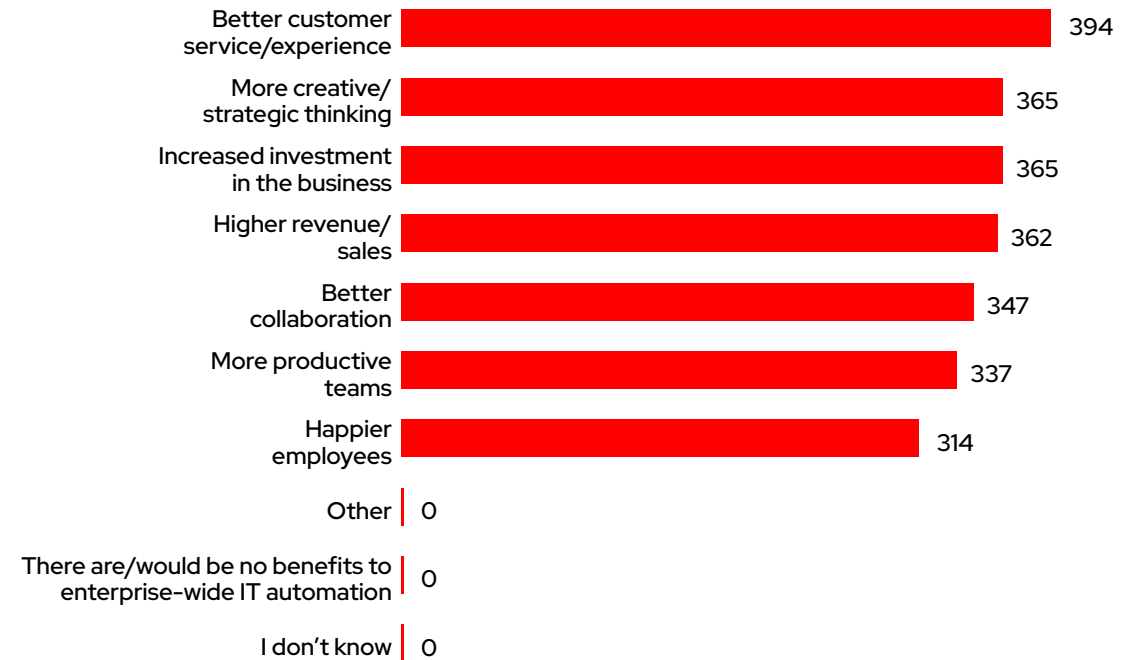 Better customer
service/experience
394
More creative/
strategic thinking
365
Increased investment
in the business
365
Higher revenue/
sales
362
Better
collaboration
347
More productive
teams
337
Happier
employees
314
Other
0
There are/would be no benefits to
enterprise-wide IT automation
0
I don’t know
0